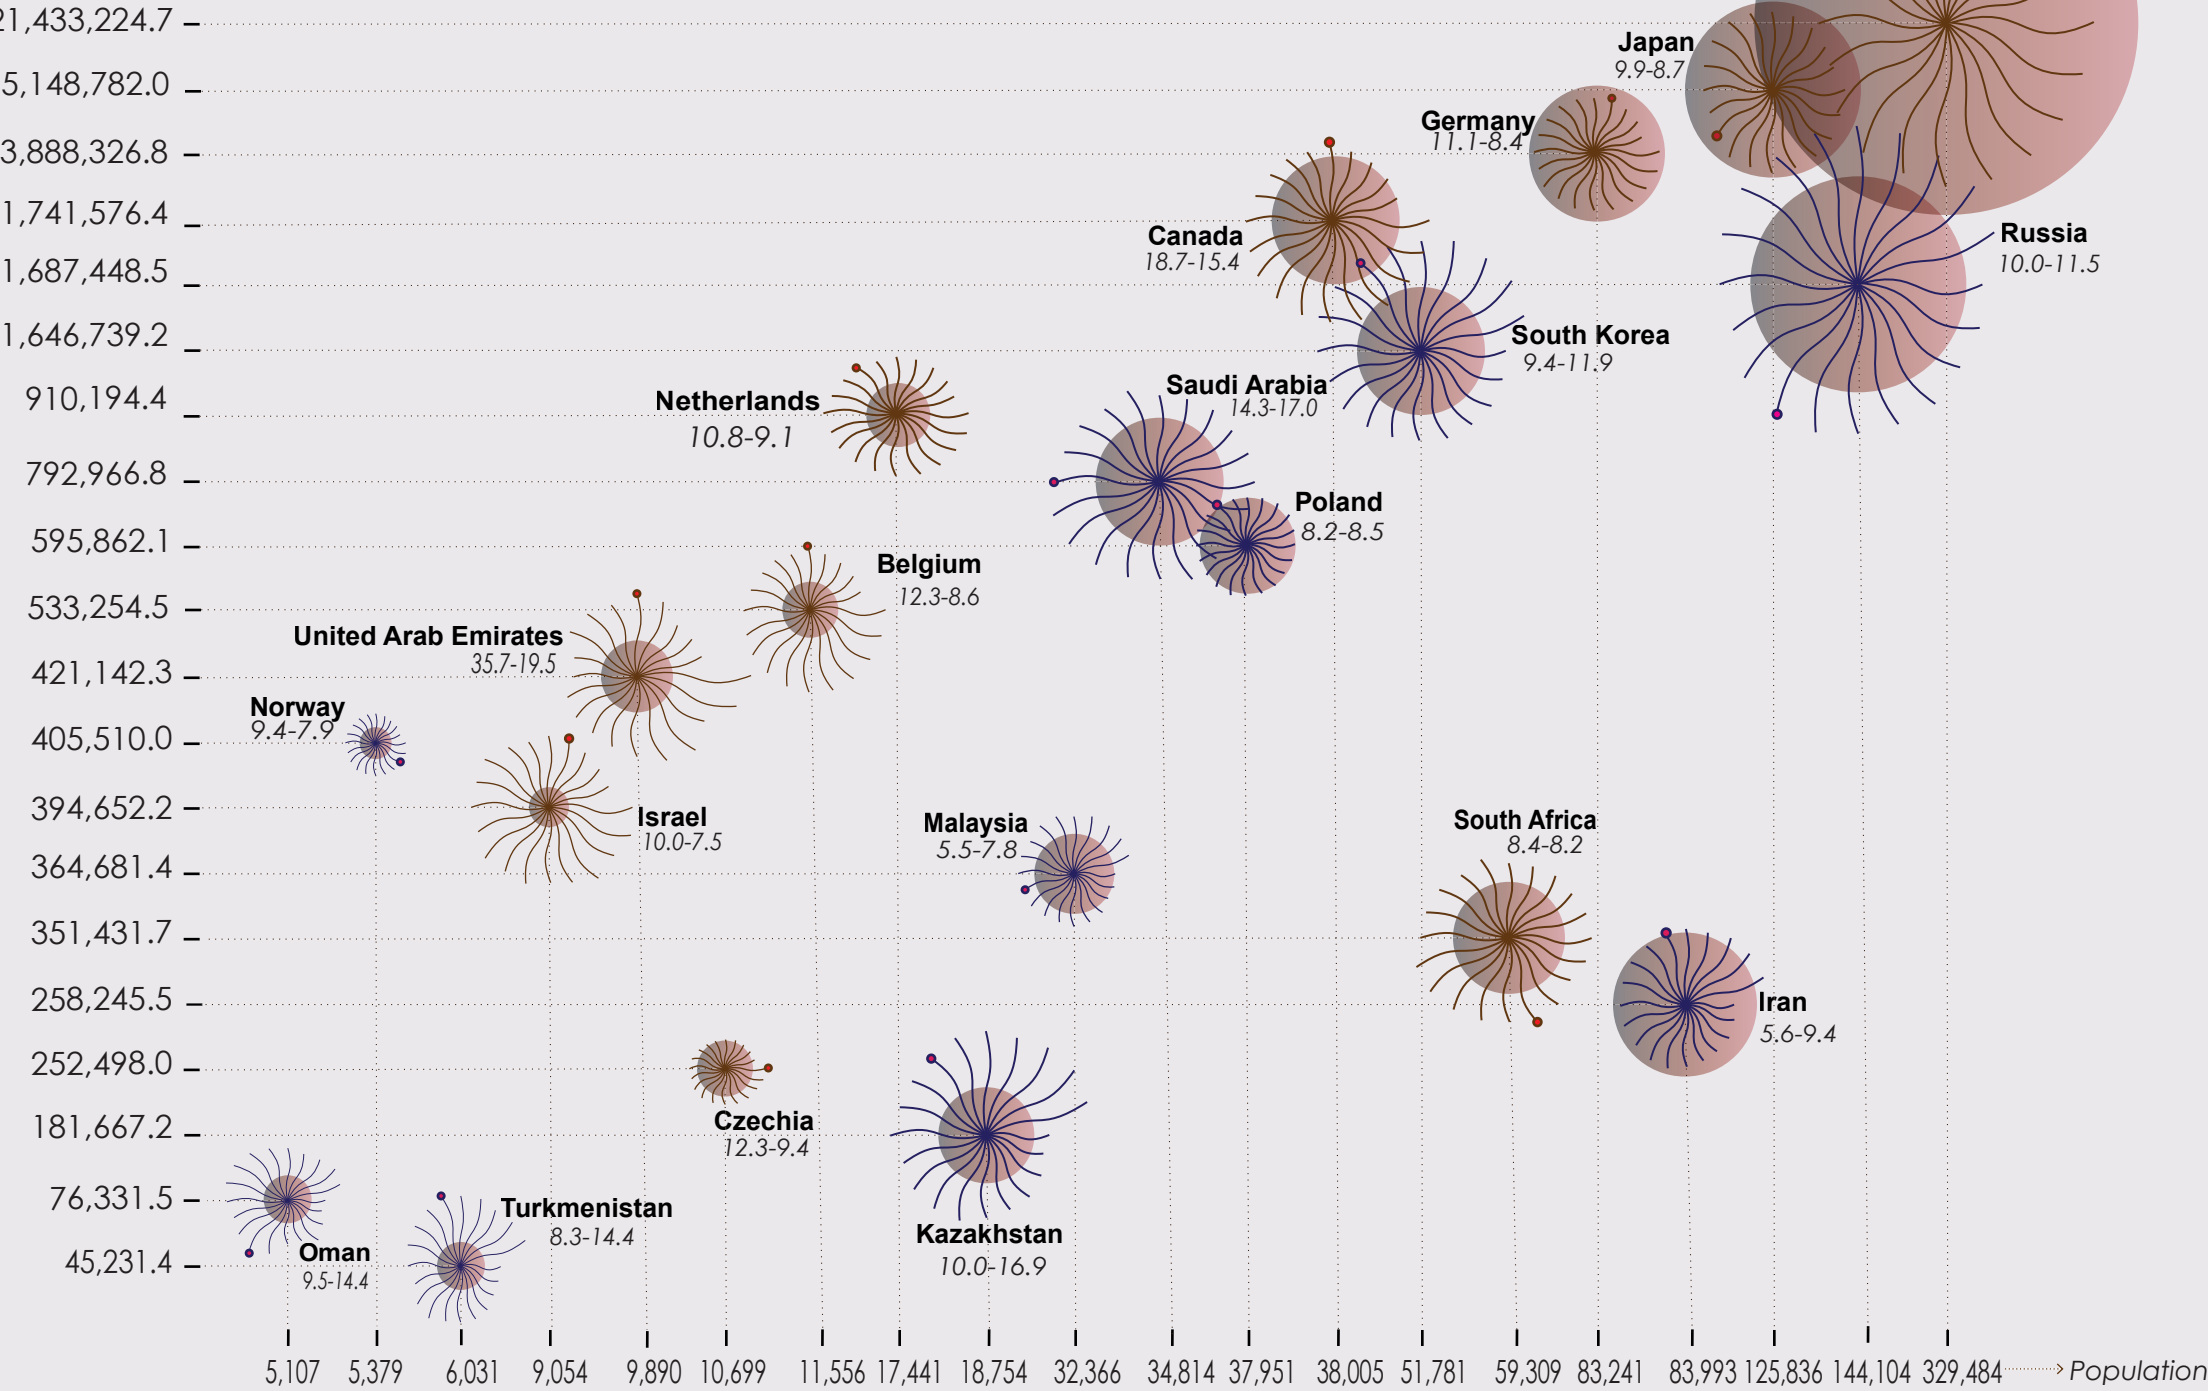 21,433,224.7
5,148,782.0
3,888,326.8
1,741,576.4
1,687,448.5
1,646,739.2
910,194.4
792,966.8
595,862.1
533,254.5
421,142.3
405,510.0
394,652.2
364,681.4
351,431.7
258,245.5
252,498.0
181,667.2
76,331.5
45,231.4
Japan
9.9-8.7
Germany
11.1-8.4
Canada
18.7-15.4
Russia
10.0-11.5
South Korea
9.4-11.9
Netherlands
10.8-9.1
Saudi Arabia
14.3-17.0
Poland
8.2-8.5
Belgium
12.3-8.6
United Arab Emirates
35.7-19.5
Norway
9.4-7.9
Israel
10.0-7.5
Malaysia
5.5-7.8
South Africa
8.4-8.2
Iran
5.6-9.4
Czechia
12.3-9.4
Kazakhstan
10.0-16.9
Turkmenistan
8.3-14.4
Oman
9.5-14.4
5,107 5,379 6,031 9,054 9,890 10,699 11,556 17,441 18,754 32,366 34,814 37,951 38,005 51,781 59,309 83,241 83,993 125,836 144,104 329,484 Population